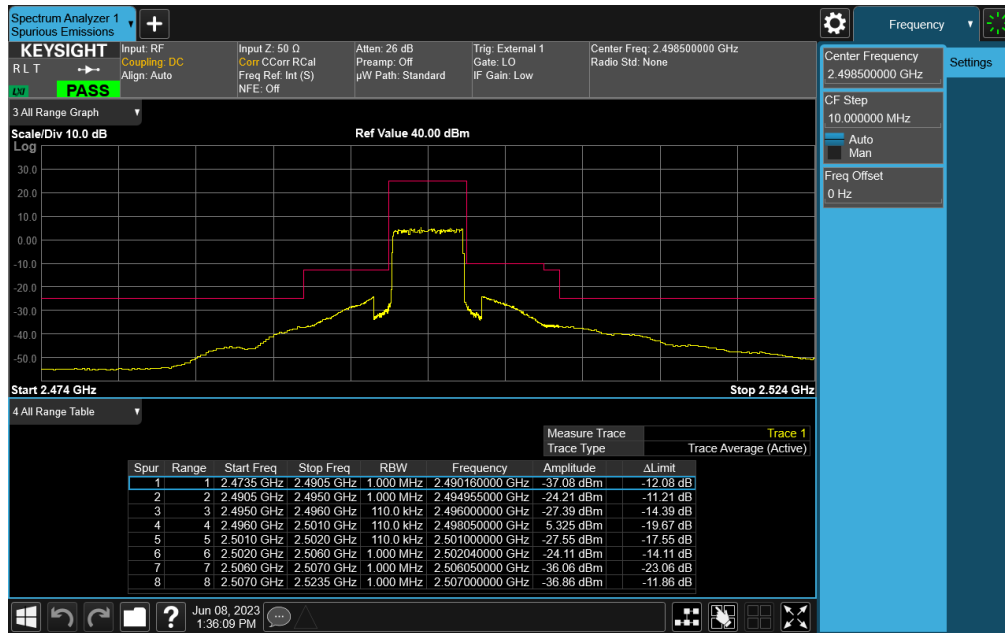 Spectrum Analyzer 1
Spurious Emissions
Frequency
KEYSIGHT
R L T
LXI
PASS
Input: RF
Coupling: DC
Align: Auto
Input Z: 50 Ω
Corr CCorr RCal
Freq Ref: Int (S)
NFE: Off
Atten: 26 dB
Preamp: Off
µW Path: Standard
Trig: External 1
Gate: LO
IF Gain: Low
Center Freq: 2.498500000 GHz
Radio Std: None
Center Frequency
2.498500000 GHz
Settings
CF Step
10.000000 MHz
Auto
Man
Freq Offset
0 Hz
3 All Range Graph
Scale/Div 10.0 dB
Ref Value 40.00 dBm
Log
30.0
20.0
10.0
0.00
-10.0
-20.0
-30.0
-40.0
-50.0
Start 2.474 GHz
Stop 2.524 GHz
4 All Range Table
Measure Trace Trace 1
Trace Type Trace Average (Active)
Spur Range Start Freq Stop Freq RBW Frequency Amplitude ΔLimit
1 1 2.4735 GHz 2.4905 GHz 1.000 MHz 2.490160000 GHz -37.08 dBm -12.08 dB
2 2 2.4905 GHz 2.4950 GHz 1.000 MHz 2.494955000 GHz -24.21 dBm -11.21 dB
3 3 2.4950 GHz 2.4960 GHz 110.0 kHz 2.496000000 GHz -27.39 dBm -14.39 dB
4 4 2.4960 GHz 2.5010 GHz 110.0 kHz 2.498050000 GHz 5.325 dBm -19.67 dB
5 5 2.5010 GHz 2.5020 GHz 110.0 kHz 2.501000000 GHz -27.55 dBm -17.55 dB
6 6 2.5020 GHz 2.5060 GHz 1.000 MHz 2.502040000 GHz -24.11 dBm -14.11 dB
7 7 2.5060 GHz 2.5070 GHz 1.000 MHz 2.506050000 GHz -36.06 dBm -23.06 dB
8 8 2.5070 GHz 2.5235 GHz 1.000 MHz 2.507000000 GHz -36.86 dBm -11.86 dB
Jun 08, 2023
1:36:09 PM